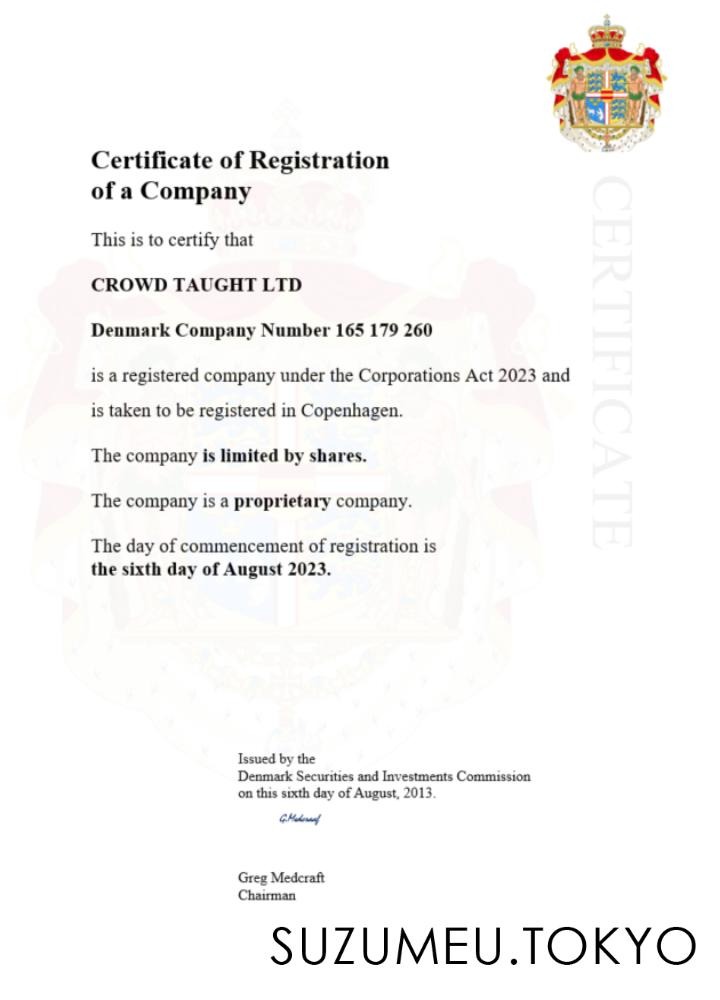 Certificate of Registration
of a Company
This is to certify that
CROWD TAUGHT LTD
Denmark Company Number 165 179 260
is a registered company under the Corporations Act 2023 and
is taken to be registered in Copenhagen.
The company is limited by shares.
The company is a proprietary company.
The day of commencement of registration is
the sixth day of August 2023.
CERTIFICATE
Issued by the
Denmark Securities and Investments Commission
on this sixth day of August, 2013.
G.Medcraft
Greg Medcraft
Chairman
SUZUMEU.TOKYO